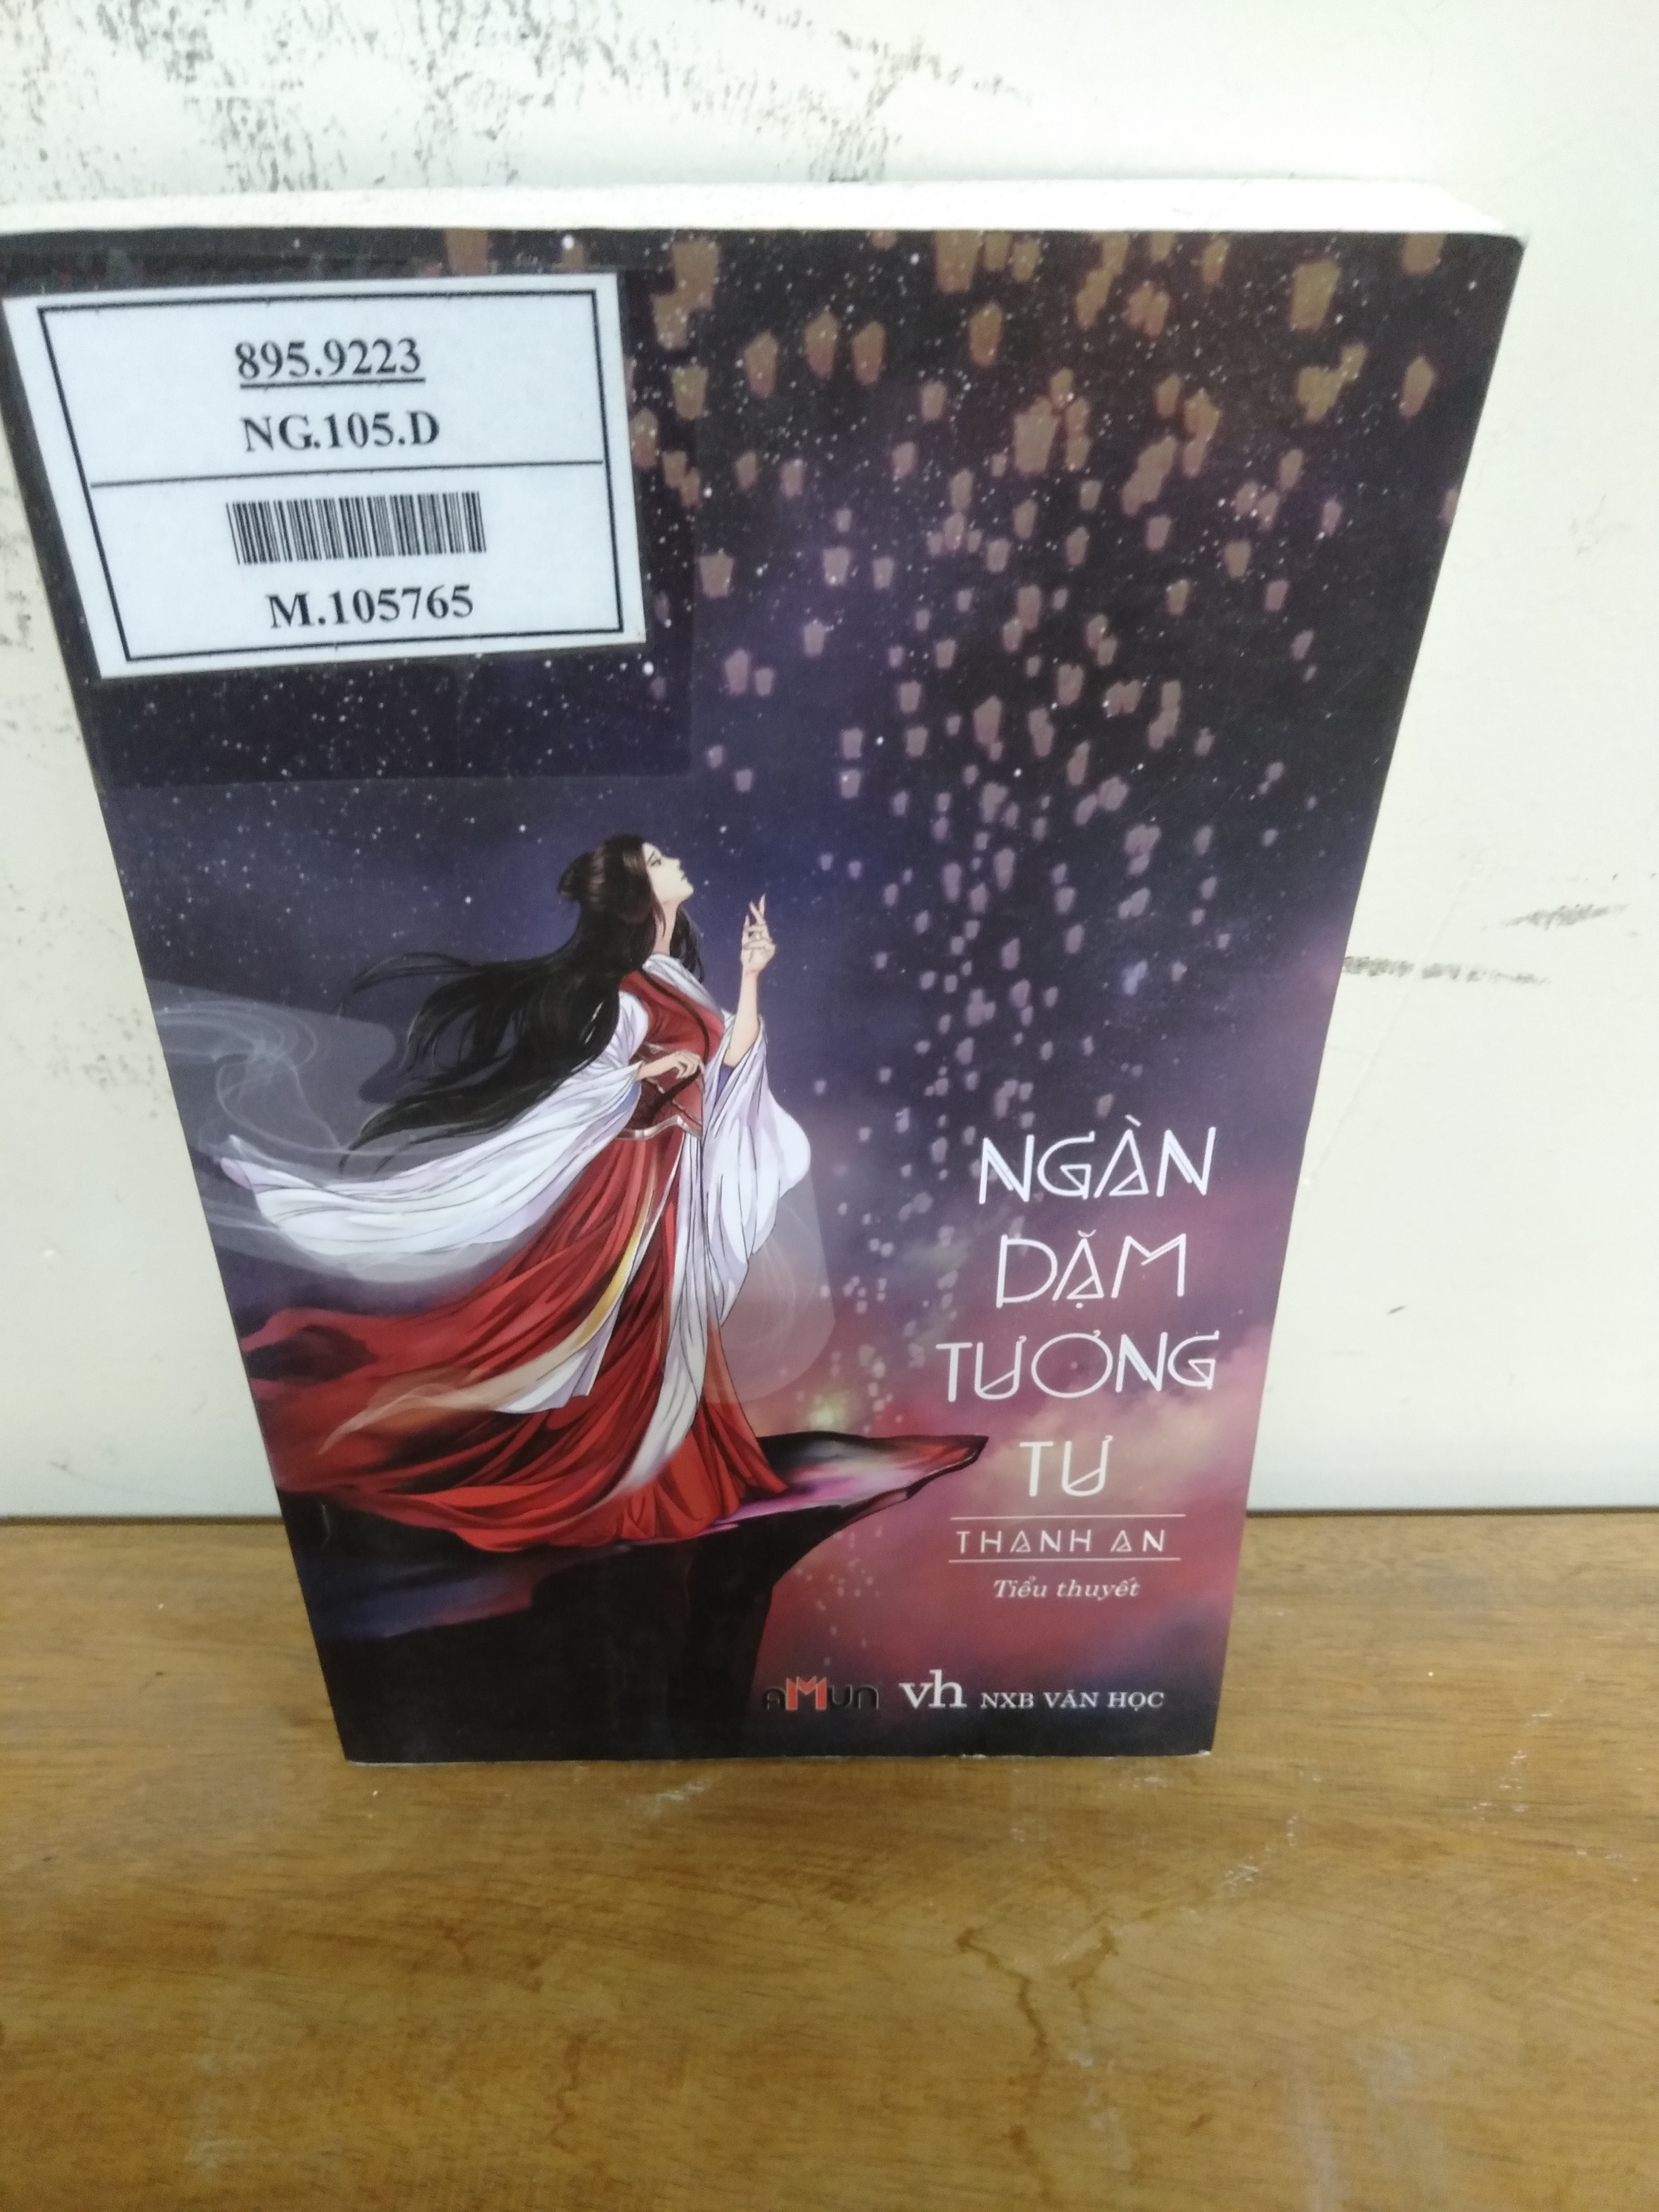 895.9223
NG.105.D
M.105765
NGÀN
DẶM
TƯƠNG
TƯ
THANH AN
Tiểu thuyết
AMUN vh NXB VĂN HỌC